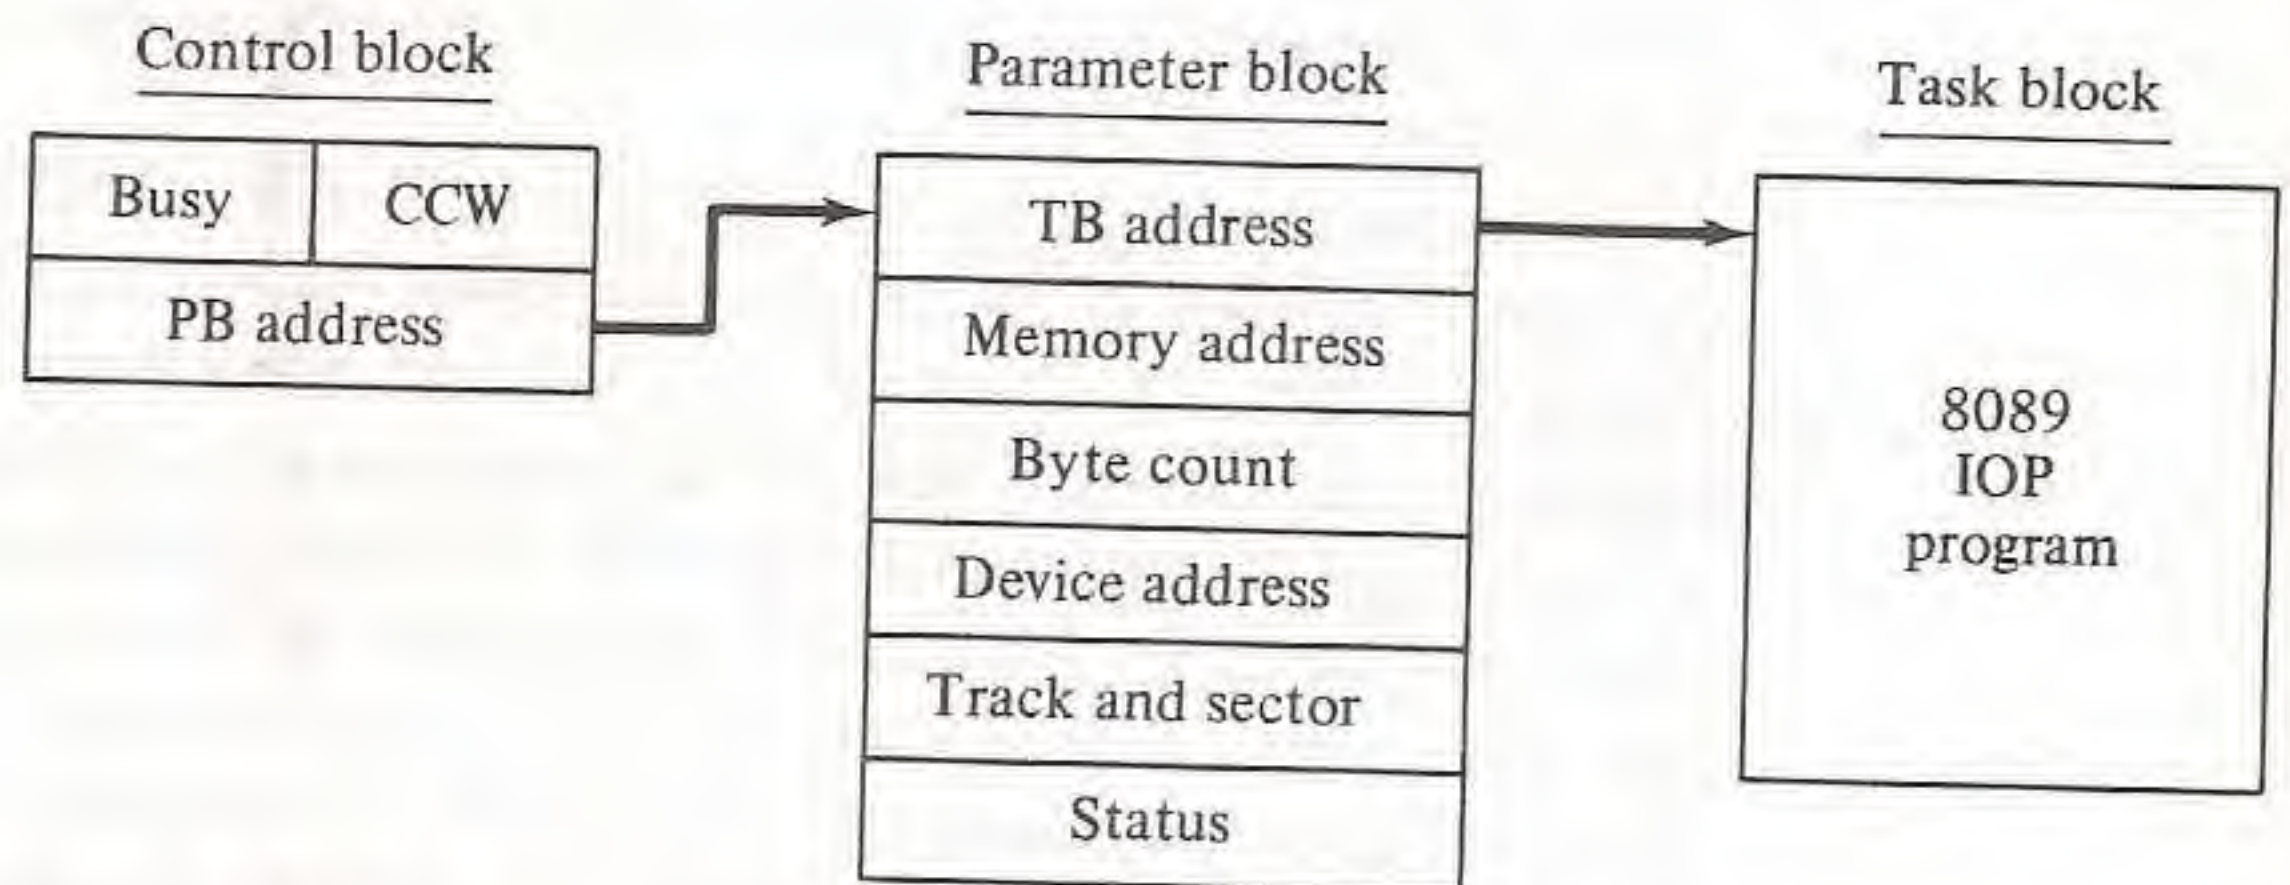 Control block
Busy CCW
PB address
Parameter block
TB address
Memory address
Byte count
Device address
Track and sector
Status
Task block
8089
IOP
program